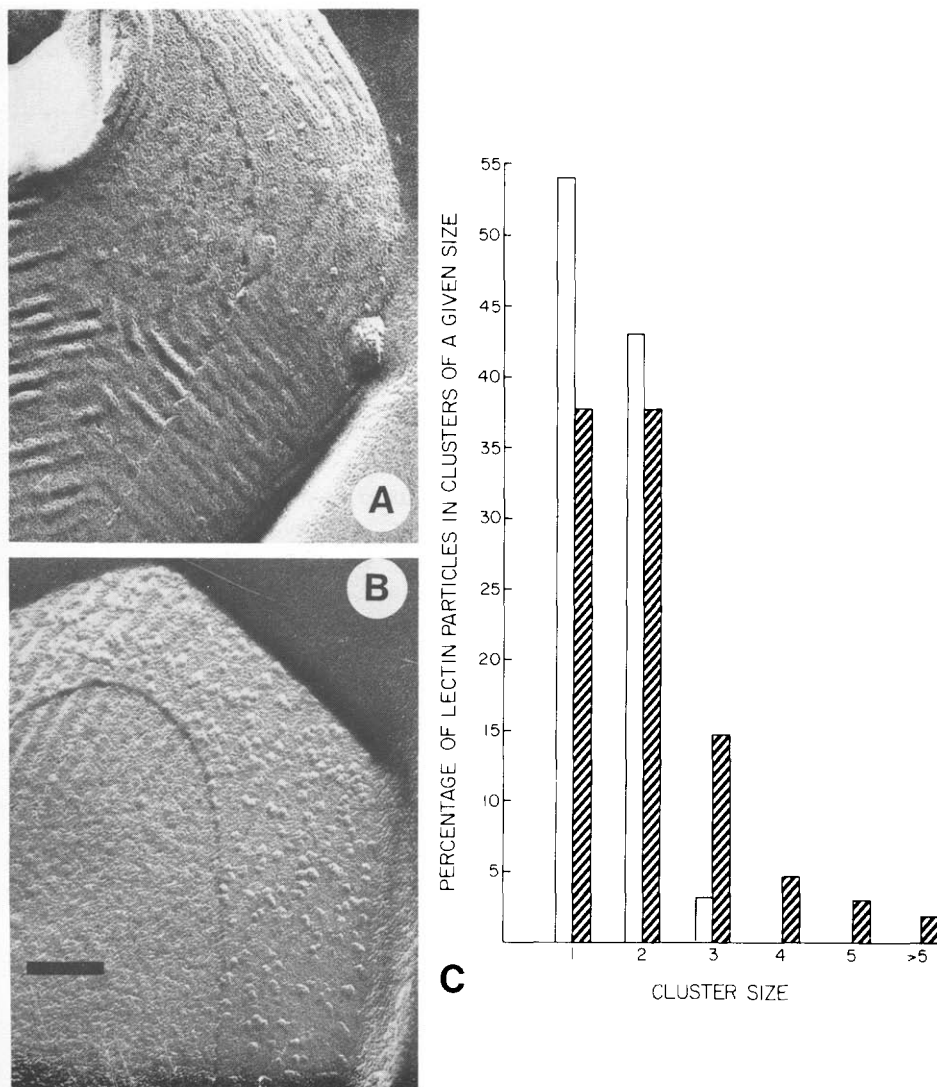 A
B
PERCENTAGE OF LECTIN PARTICLES IN CLUSTERS OF A GIVEN SIZE
55
50
45
40
35
30
25
20
15
10
5
1 2 3 4 5 >5
CLUSTER SIZE
C